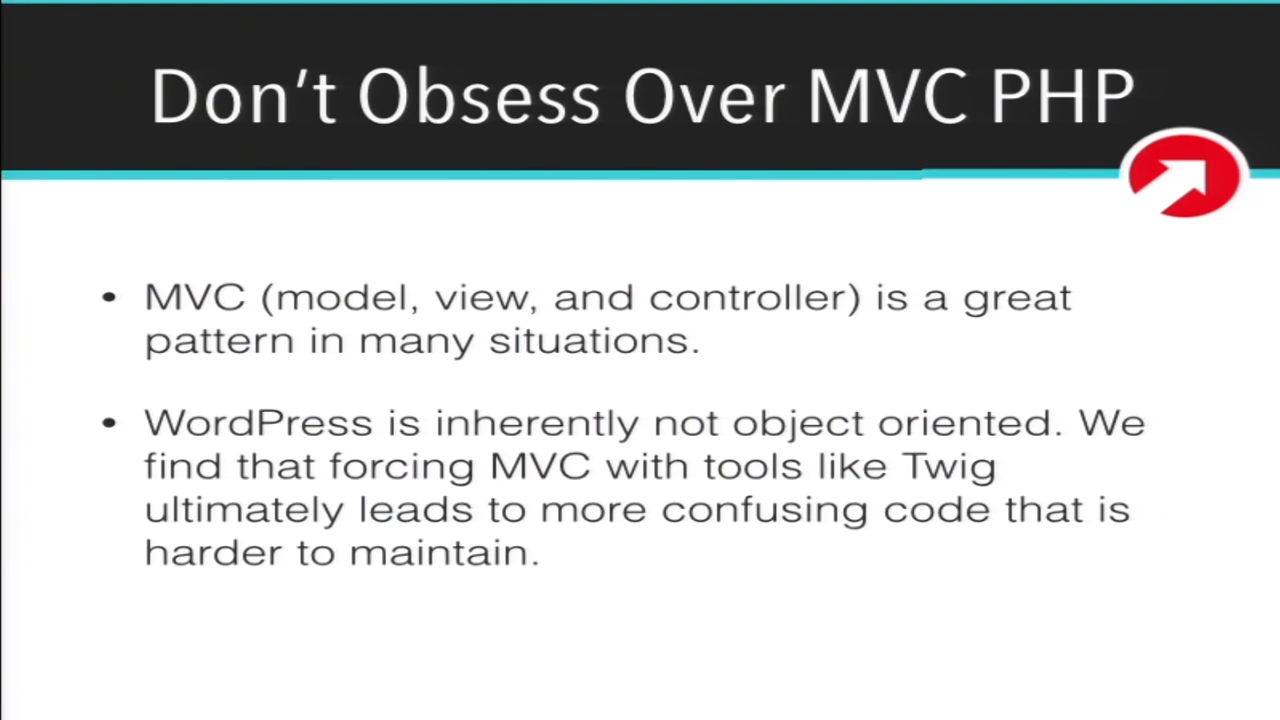 Don't Obsess Over MVC PHP
• MVC (model, view, and controller) is a great
pattern in many situations.
• WordPress is inherently not object oriented. We
find that forcing MVC with tools like Twig
ultimately leads to more confusing code that is
harder to maintain.